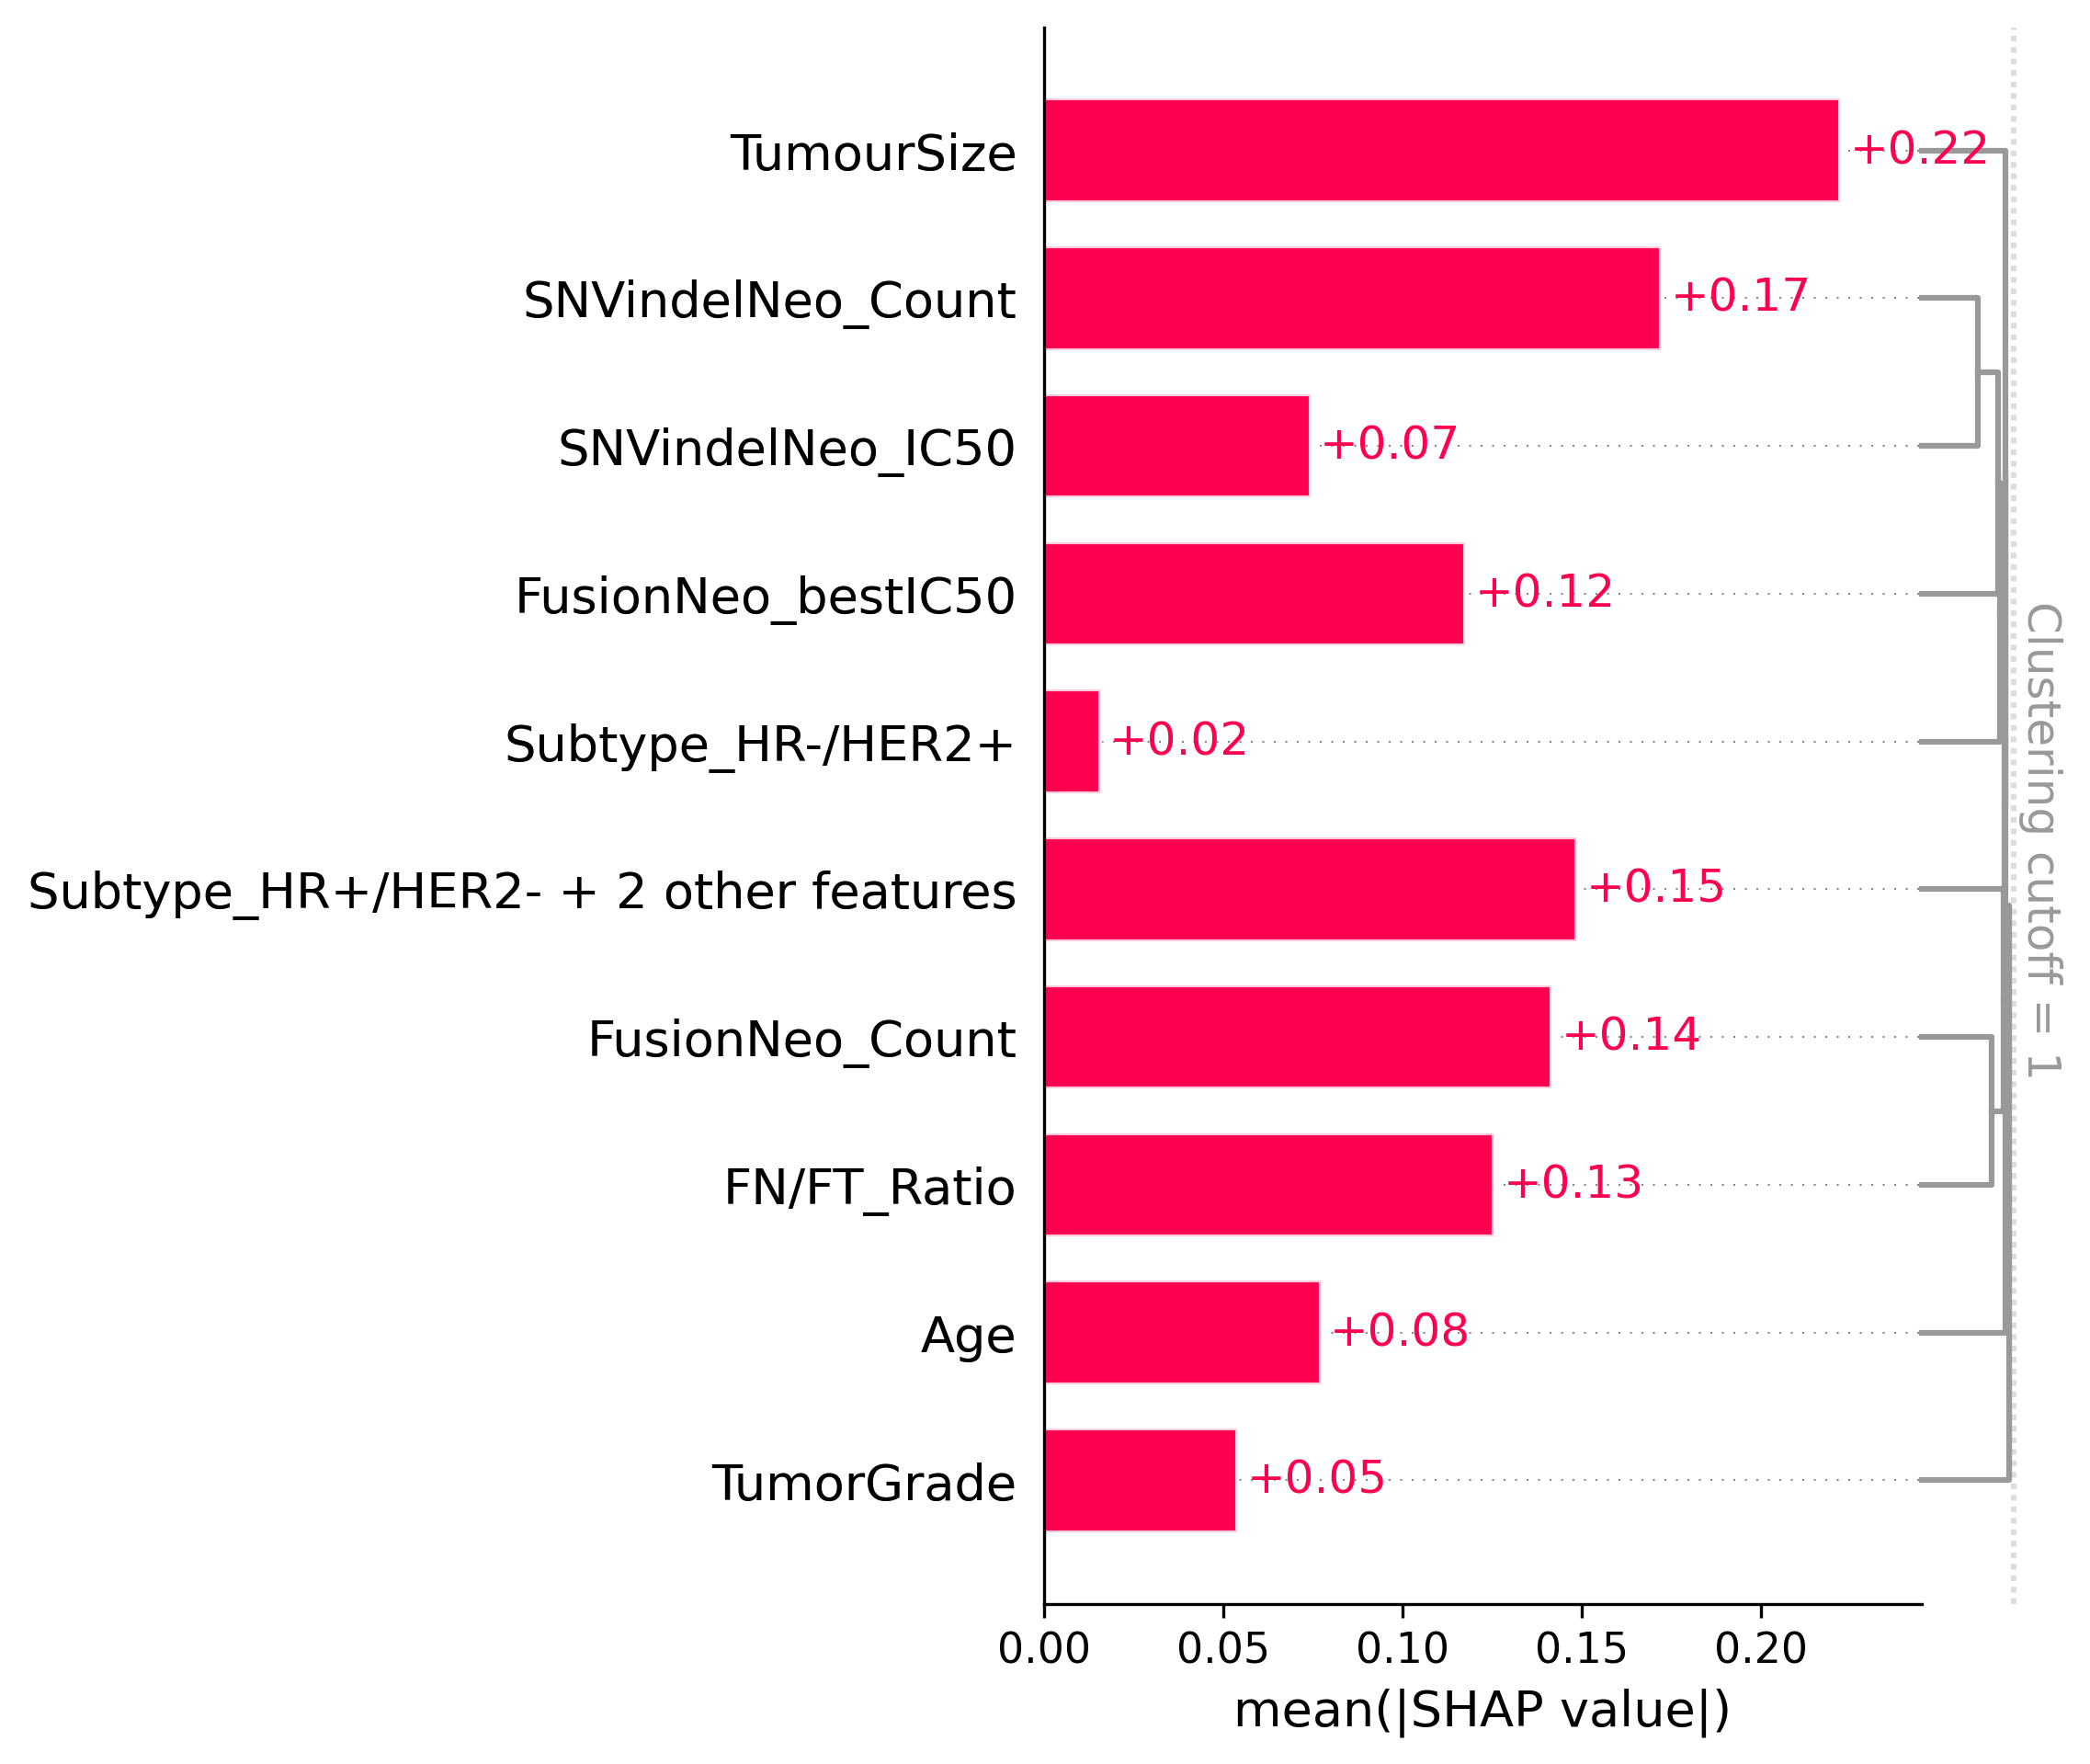 TumourSize
+0.22
SNVindelNeo_Count
+0.17
SNVindelNeo_IC50
+0.07
FusionNeo_bestIC50
+0.12
Subtype_HR-/HER2+
+0.02
Subtype_HR+/HER2- + 2 other features
+0.15
FusionNeo_Count
+0.14
FN/FT_Ratio
+0.13
Age
+0.08
TumorGrade
+0.05
Clustering cutoff = 1
0.00 0.05 0.10 0.15 0.20
mean(|SHAP value|)